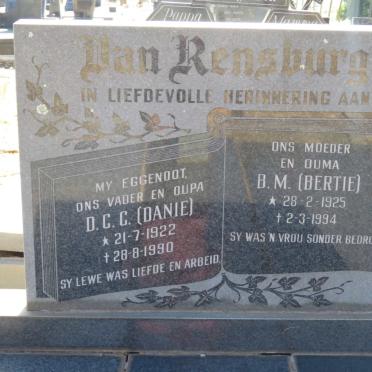 Pappa
Van Rensburg
IN LIEFDEVOLLE HERINNERING AAN
MY EGGENOOT,
ONS VADER EN OUPA
D.C.C. (DANIE)
★ 21-7-1922
† 28-8-1990
SY LEWE WAS LIEFDE EN ARBEID.
ONS MOEDER
EN OUMA
B.M. (BERTIE)
★ 28-2-1925
† 2-3-1994
SY WAS 'N VROU SONDER BEDRO